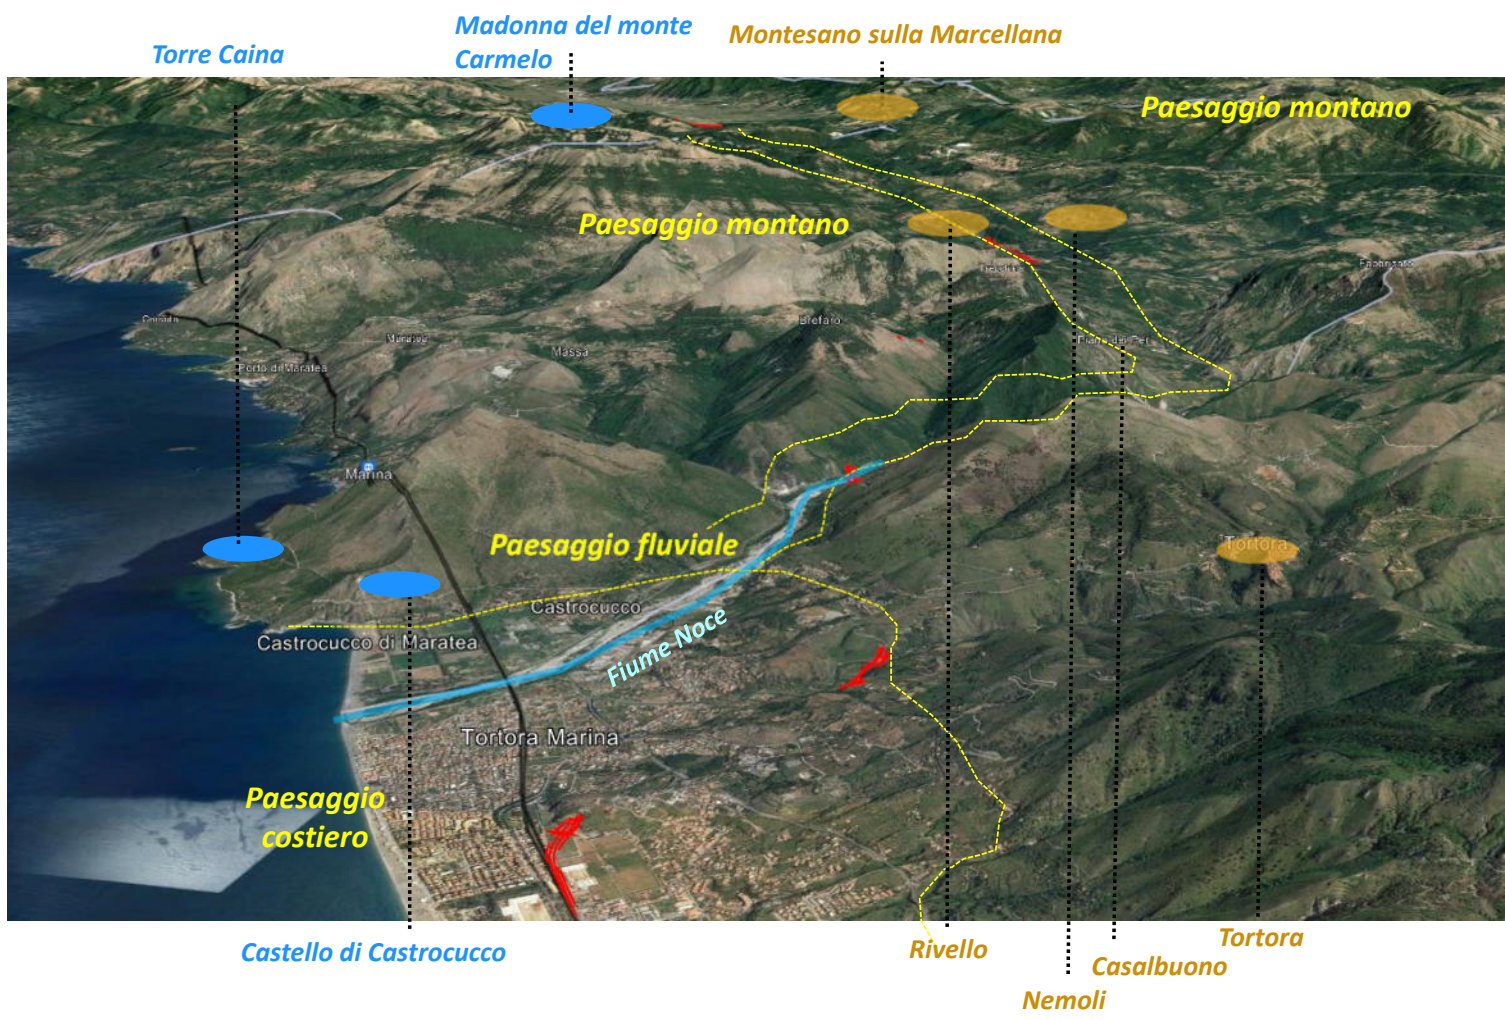 Madonna del monte
Carmelo
Montesano sulla Marcellana
Torre Caina
Paesaggio montano
Paesaggio montano
Brefaro
Maratea
Massa
Porto di Maratea
Marina
Paesaggio fluviale
Tortora
Castrocucco
Castrocucco di Maratea
Fiume Noce
Tortora Marina
Paesaggio
costiero
Castello di Castrocucco
Rivello
Tortora
Casalbuono
Nemoli